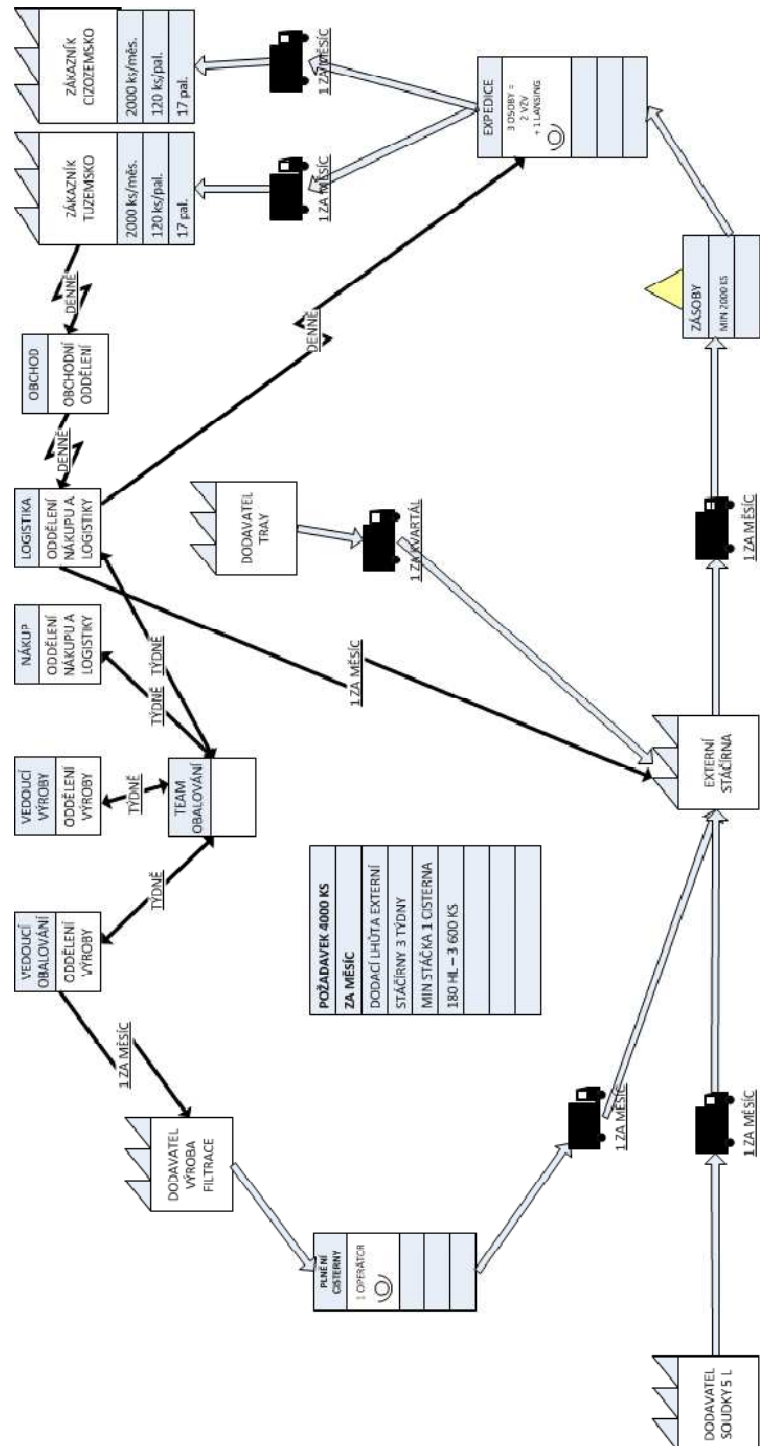 VEDOUCÍ
OBALOVÁNÍ
ODDĚLENÍ
VÝROBY
VEDOUCÍ
VÝROBY
ODDĚLENÍ
VÝROBY
NÁKUP
ODDĚLENÍ
NÁKUPU A
LOGISTIKY
LOGISTIKA
ODDĚLENÍ
NÁKUPU A
LOGISTIKY
OBCHOD
OBCHODNÍ
ODDĚLENÍ
ZÁKAZNÍK
TUZEMSKO
2000 ks/měs.
120 ks/pal.
17 pal.
ZÁKAZNÍK
CIZOZEMSKO
2000 ks/měs.
120 ks/pal.
17 pal.
DENNĚ
DENNĚ
1 ZA MĚSÍC
TÝDNĚ
TÝDNĚ
TÝDNĚ
TÝDNĚ
TEAM
OBALOVÁNÍ
DODAVATEL
VÝROBA
FILTRACE
DODAVATEL
TRAY
1 ZA MĚSÍC
1 ZA MĚSÍC
DENNĚ
PLNĚNÍ
CISTERNY
1 OPERÁTOR
POŽADAVEK 4000 KS
ZA MĚSÍC
DODACÍ LHŮTA EXTERNÍ
STÁČÍRNY 3 TÝDNY
MIN STÁČKA 1 CISTERNA
180 HL – 3 600 KS
1 ZA MĚSÍC
1 ZA KVARTÁL
EXPEDICE
3 OSOBY =
2 VZV
+ 1 LANSING
1 ZA MĚSÍC
DODAVATEL
SOUDKY 5 L
1 ZA MĚSÍC
EXTERNÍ
STÁČÍRNA
1 ZA MĚSÍC
ZÁSOBY
MIN 2000 KS